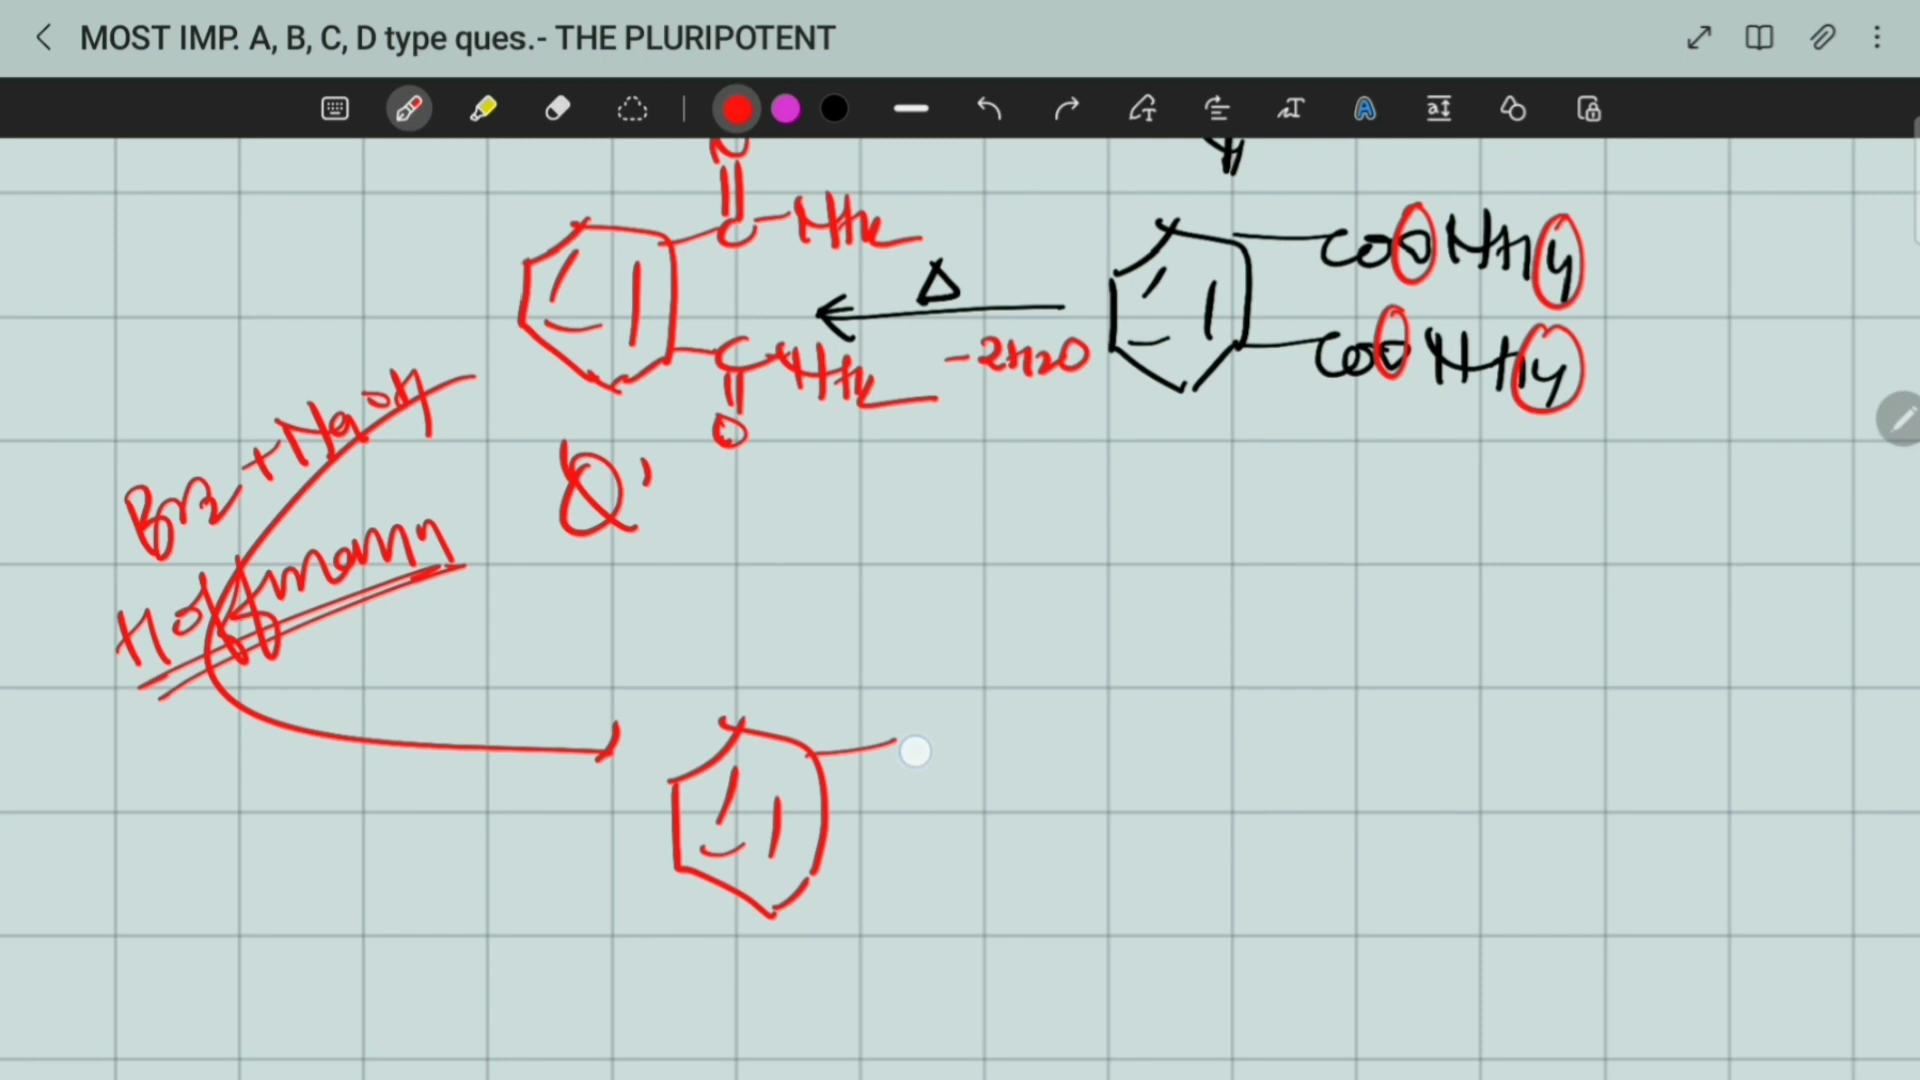 MOST IMP. A, B, C, D type ques.- THE PLURIPOTENT
C-NH2
COONH4
Δ
-2H2O
C-NH2
COONH4
O
Br2 + NaOH
Q'
Hoffmann